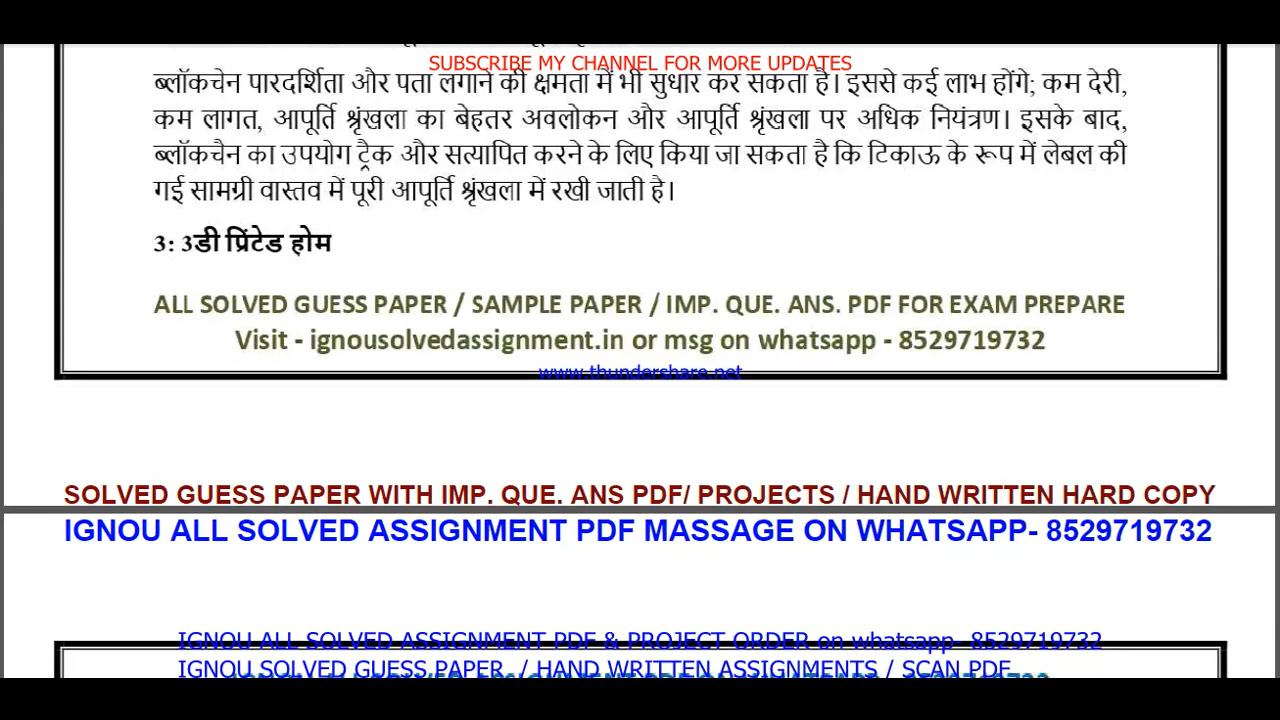 SUBSCRIBE MY CHANNEL FOR MORE UPDATES
ब्लॉकचेन पारदर्शिता और पता लगाने की क्षमता में भी सुधार कर सकता है। इससे कई लाभ होंगे; कम देरी,
कम लागत, आपूर्ति श्रृंखला का बेहतर अवलोकन और आपूर्ति श्रृंखला पर अधिक नियंत्रण। इसके बाद,
ब्लॉकचैन का उपयोग ट्रैक और सत्यापित करने के लिए किया जा सकता है कि टिकाऊ के रूप में लेबल की
गई सामग्री वास्तव में पूरी आपूर्ति श्रृंखला में रखी जाती है।
3: 3डी प्रिंटेड होम
ALL SOLVED GUESS PAPER / SAMPLE PAPER / IMP. QUE. ANS. PDF FOR EXAM PREPARE
Visit - ignousolvedassignment.in or msg on whatsapp - 8529719732
www.thundershare.net
SOLVED GUESS PAPER WITH IMP. QUE. ANS PDF/ PROJECTS / HAND WRITTEN HARD COPY
IGNOU ALL SOLVED ASSIGNMENT PDF MASSAGE ON WHATSAPP- 8529719732
IGNOU ALL SOLVED ASSIGNMENT PDF & PROJECT ORDER on whatsapp- 8529719732
IGNOU SOLVED GUESS PAPER / HAND WRITTEN ASSIGNMENTS / SCAN PDF